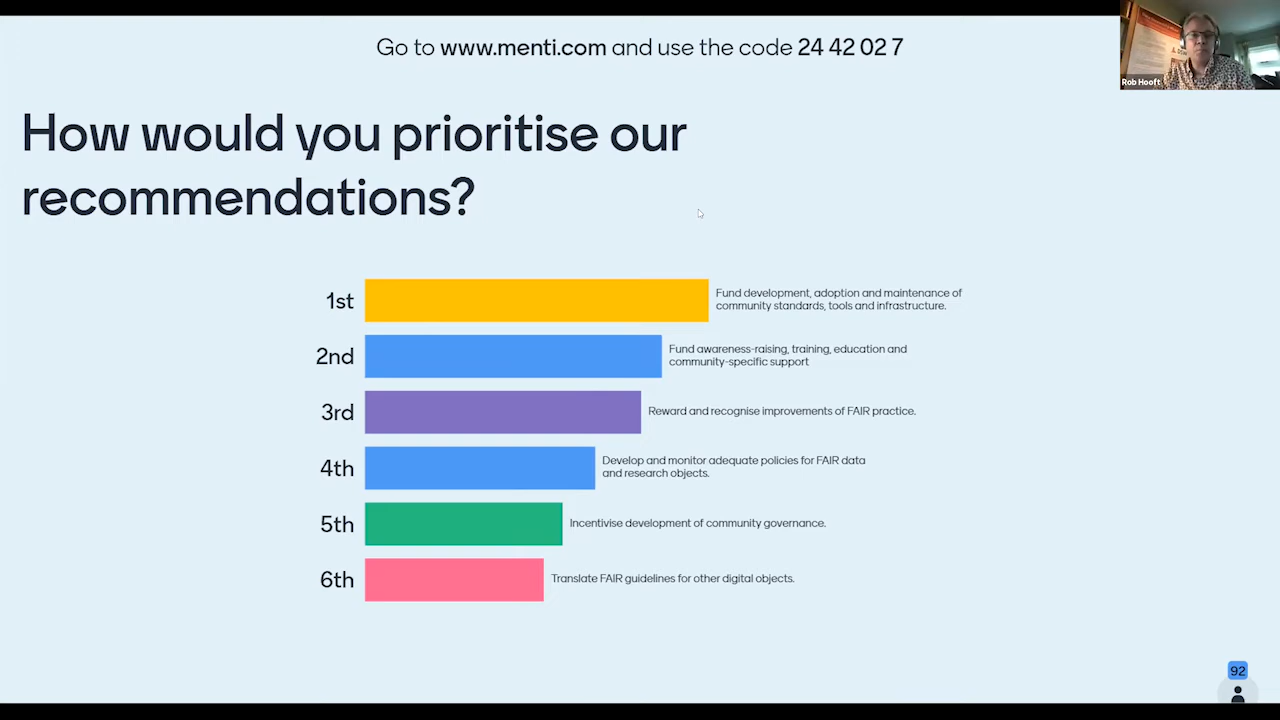 Go to www.menti.com and use the code 24 42 02 7
Rob Hooft
How would you prioritise our
recommendations?
1st
Fund development, adoption and maintenance of
community standards, tools and infrastructure.
2nd
Fund awareness-raising, training, education and
community-specific support
3rd
Reward and recognise improvements of FAIR practice.
4th
Develop and monitor adequate policies for FAIR data
and research objects.
5th
Incentivise development of community governance.
6th
Translate FAIR guidelines for other digital objects.
92